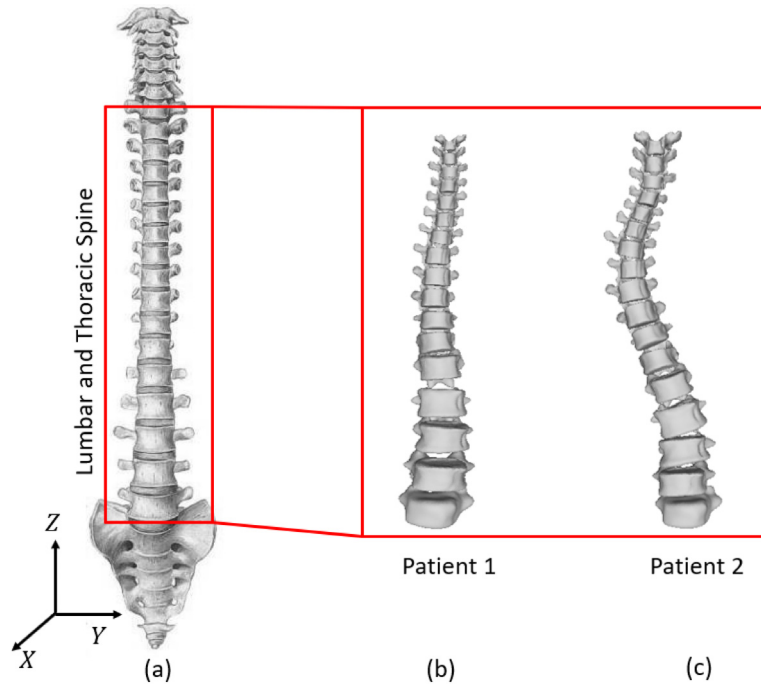 Lumbar and Thoracic Spine
Z
Y
X
Patient 1
Patient 2
(a)
(b)
(c)